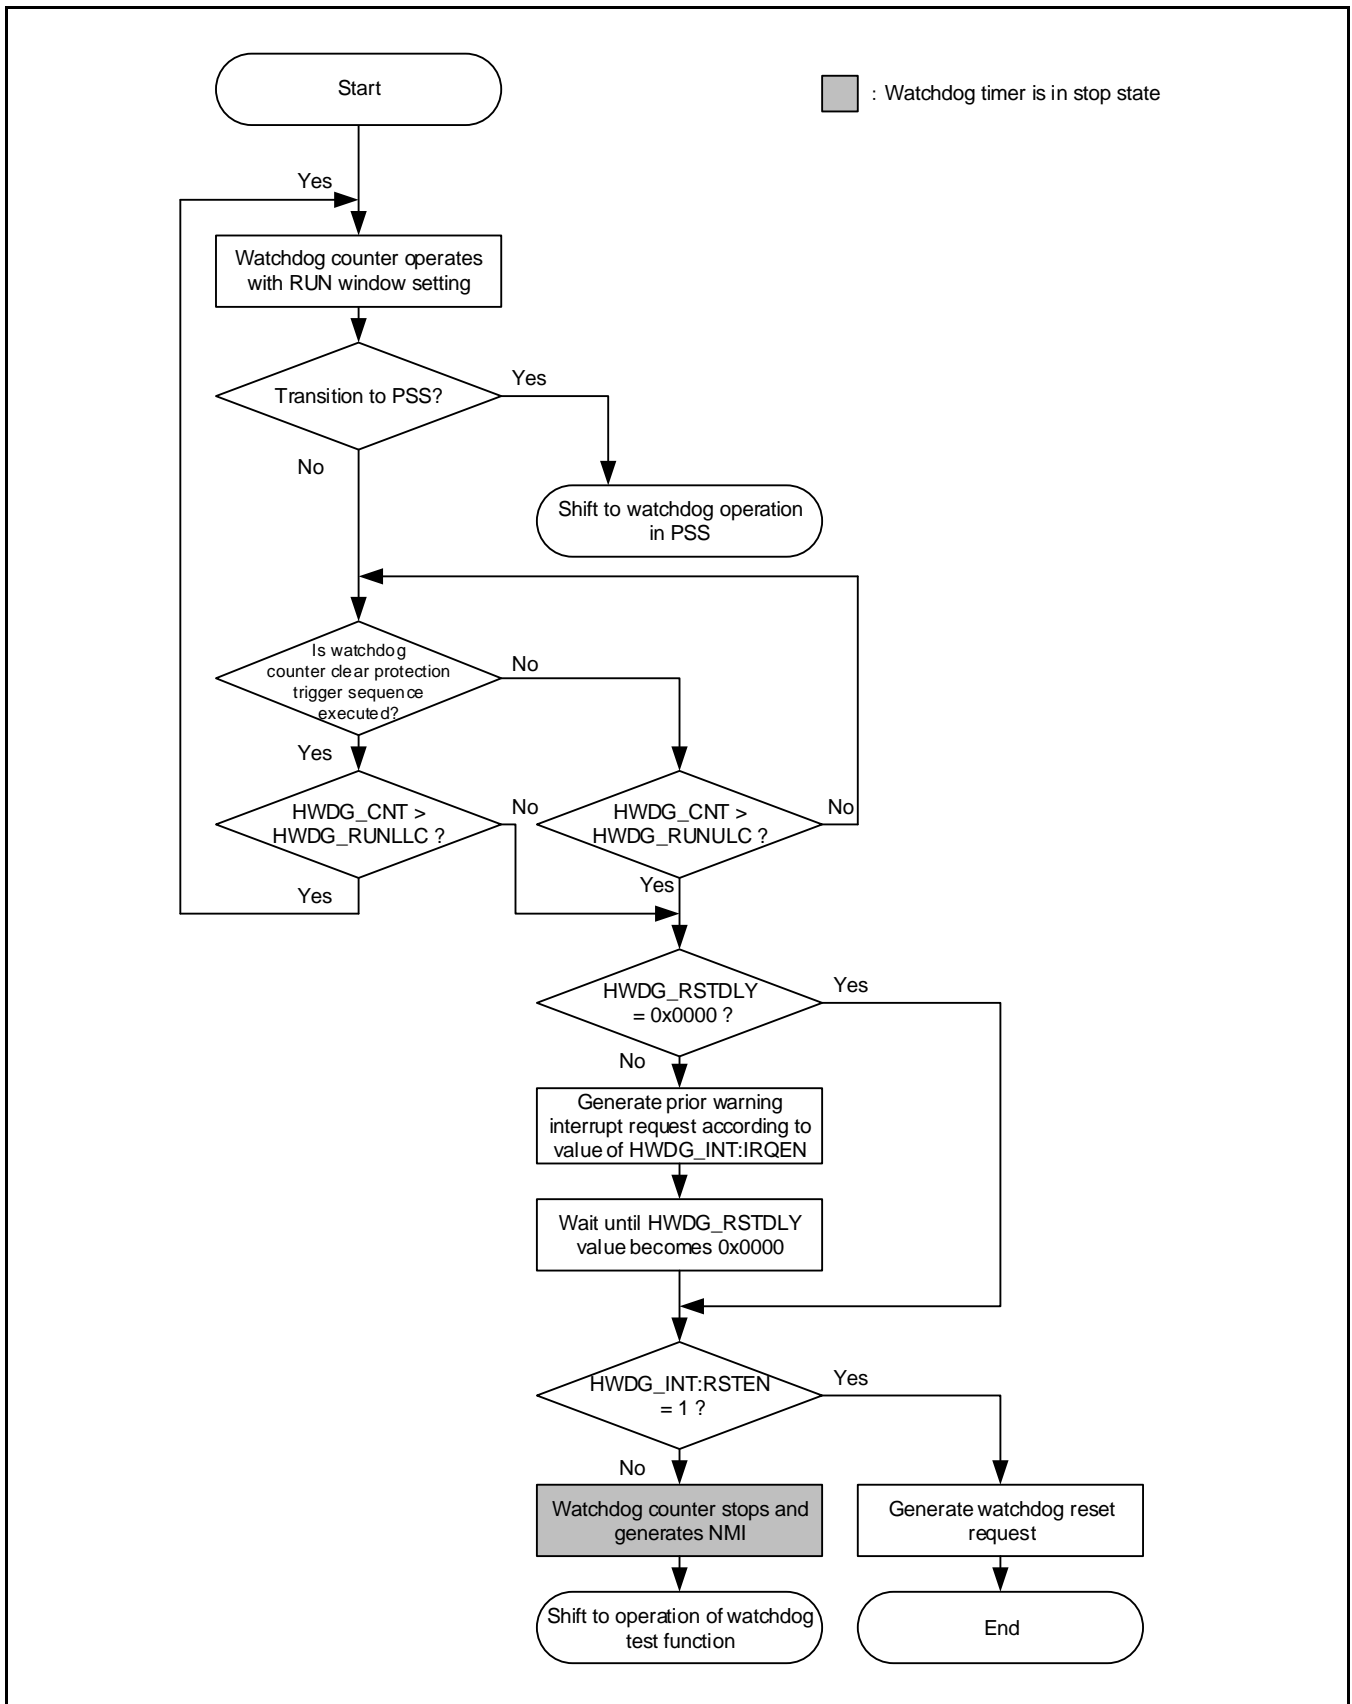 Start
: Watchdog timer is in stop state
Yes
Watchdog counter operates
with RUN window setting
Transition to PSS?
Yes
No
Shift to watchdog operation
in PSS
Is watchdog
counter clear protection
trigger sequence
executed?
No
Yes
HWDG_CNT >
HWDG_RUNLLC ?
No
HWDG_CNT >
HWDG_RUNULC ?
No
Yes
Yes
HWDG_RSTDLY
= 0x0000 ?
Yes
No
Generate prior warning
interrupt request according to
value of HWDG_INT:IRQEN
Wait until HWDG_RSTDLY
value becomes 0x0000
HWDG_INT:RSTEN
= 1 ?
Yes
No
Watchdog counter stops and
generates NMI
Generate watchdog reset
request
Shift to operation of watchdog
test function
End